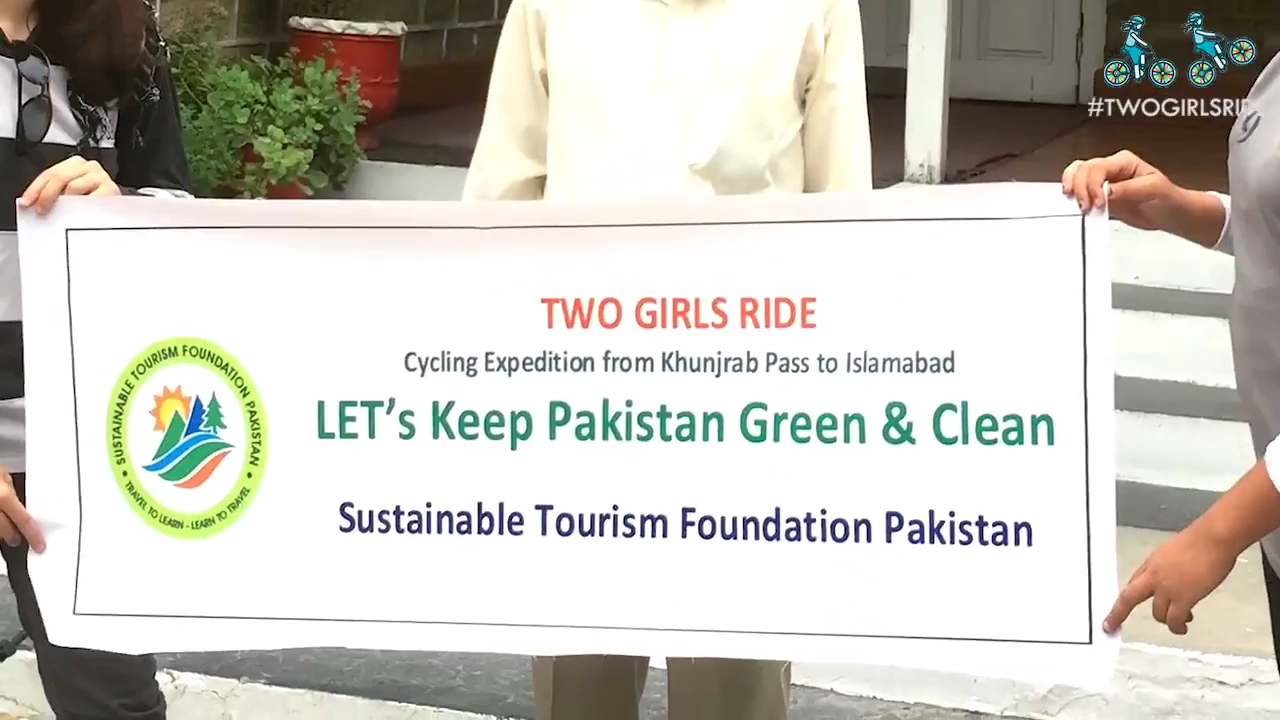 #TWOGIRLSRIDE
TWO GIRLS RIDE
Cycling Expedition from Khunjrab Pass to Islamabad
LET's Keep Pakistan Green & Clean
Sustainable Tourism Foundation Pakistan
SUSTAINABLE TOURISM FOUNDATION PAKISTAN
TRAVEL TO LEARN - LEARN TO TRAVEL